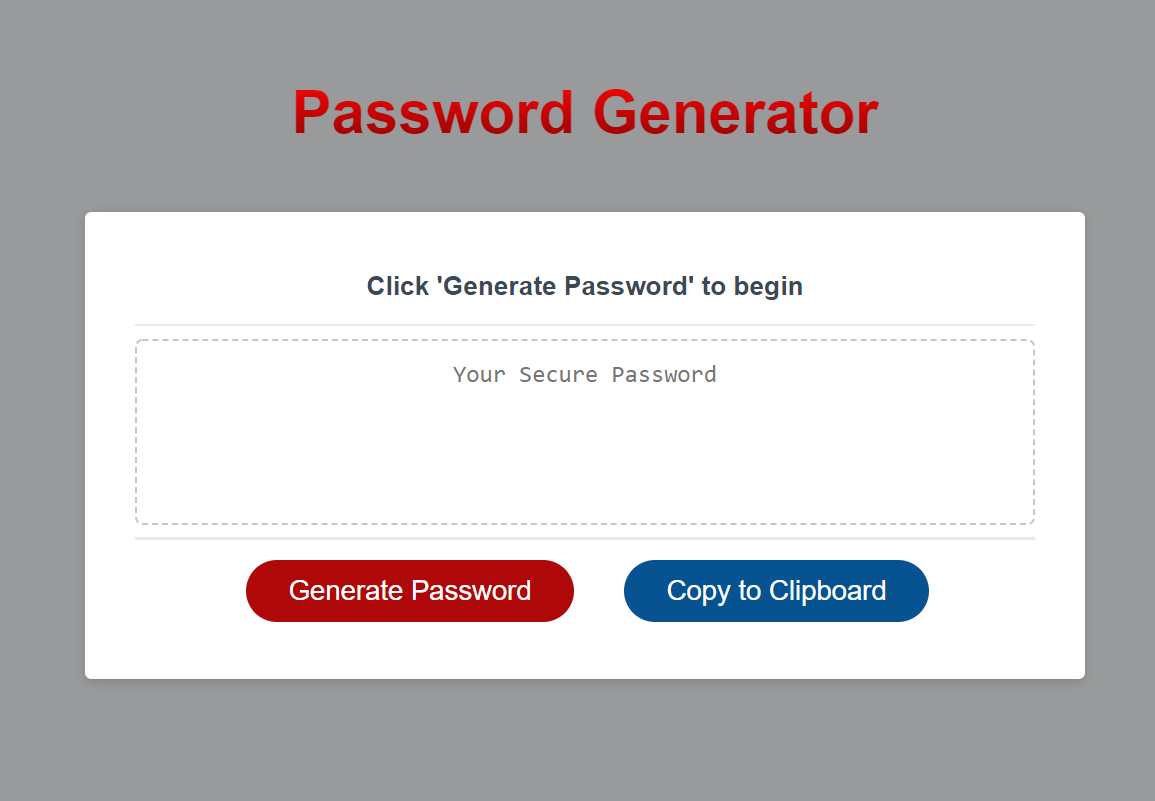 Password Generator
Click 'Generate Password' to begin
Your Secure Password
Generate Password
Copy to Clipboard